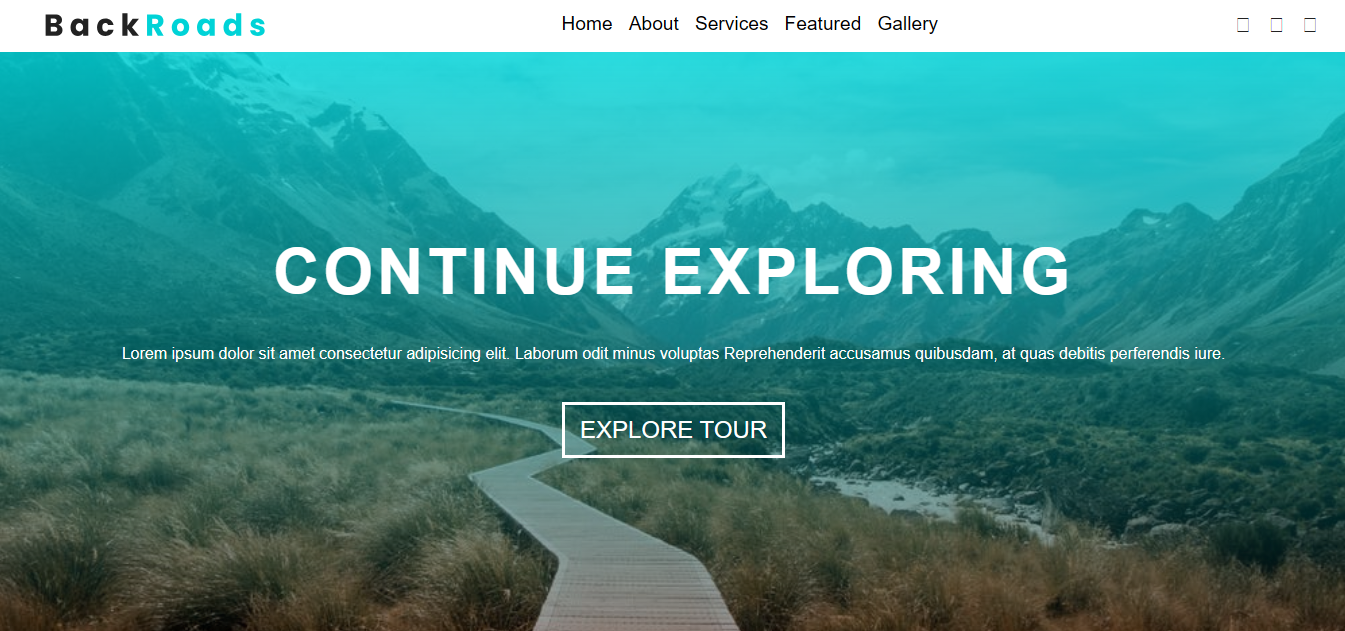 BackRoads
Home About Services Featured Gallery
CONTINUE EXPLORING
Lorem ipsum dolor sit amet consectetur adipisicing elit. Laborum odit minus voluptas Reprehenderit accusamus quibusdam, at quas debitis perferendis iure.
EXPLORE TOUR